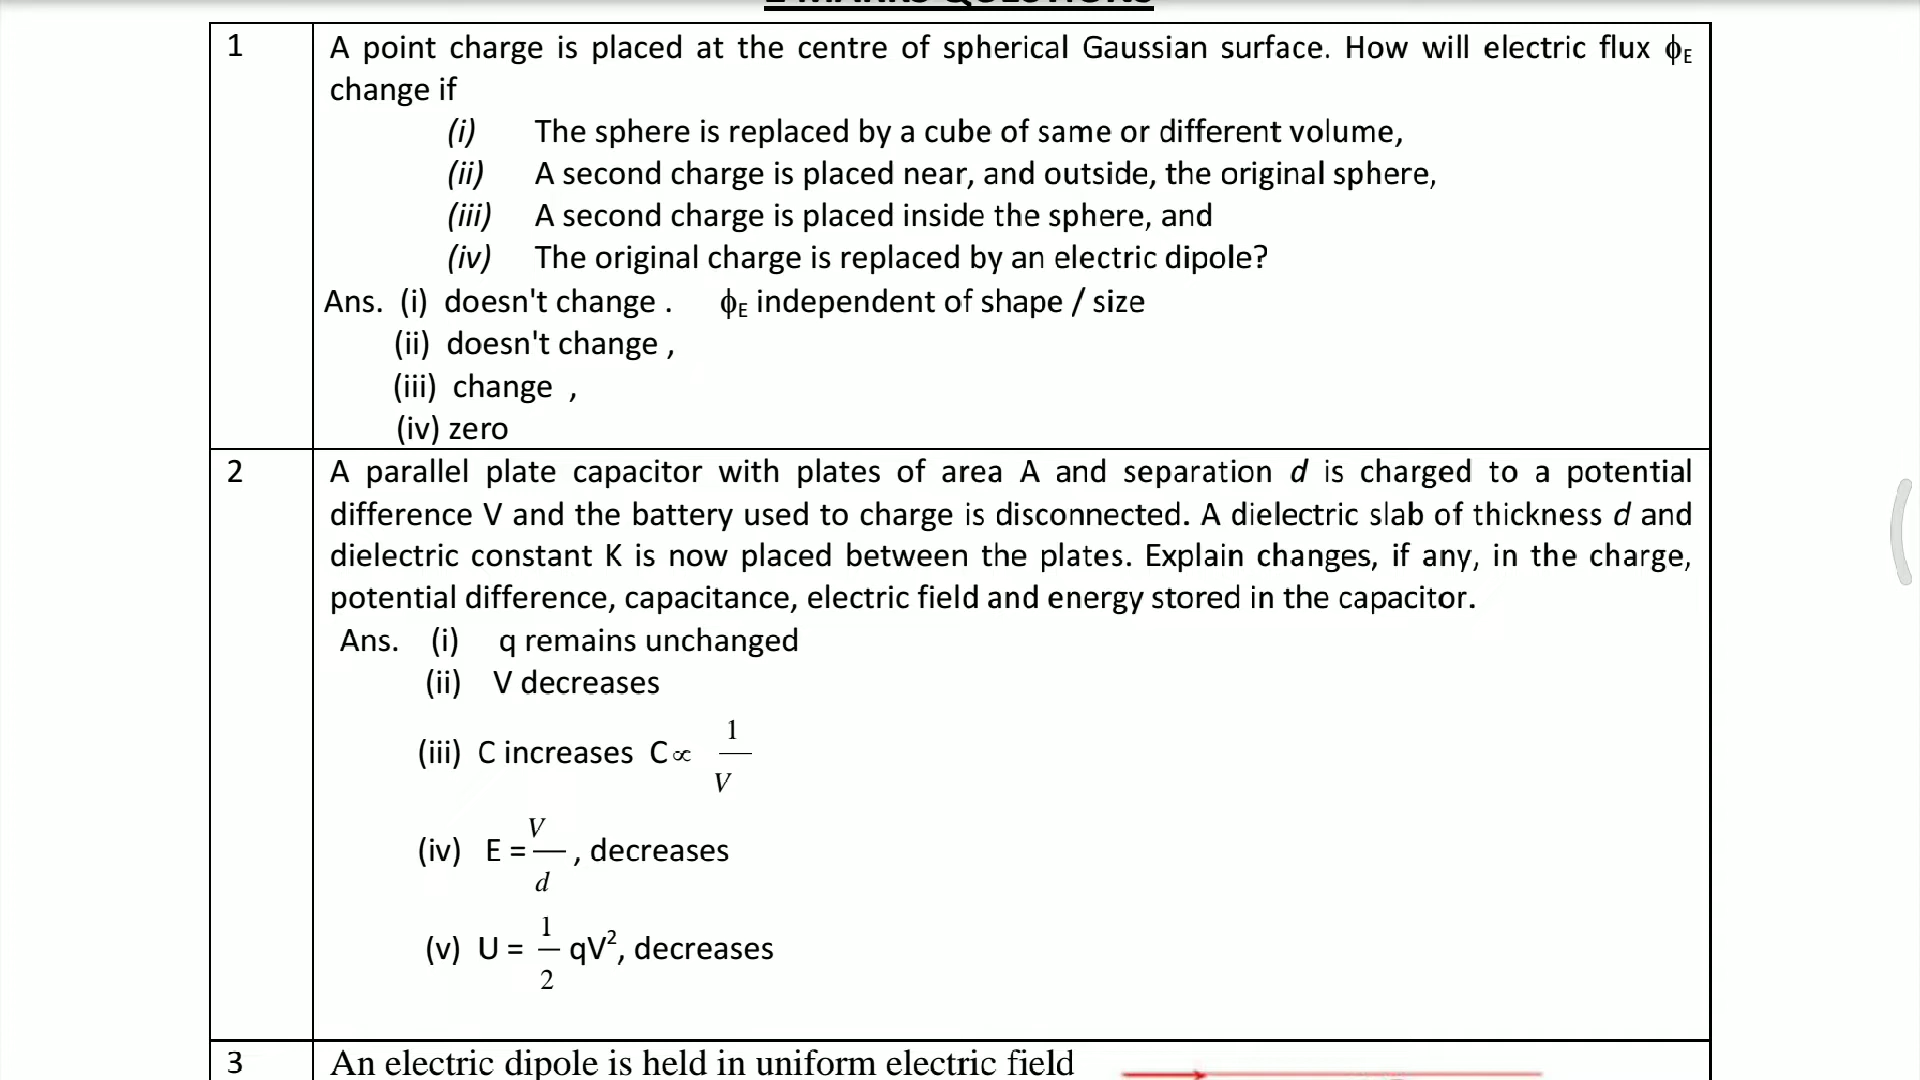 2 MARKS QUESTIONS
1
A point charge is placed at the centre of spherical Gaussian surface. How will electric flux ϕE
change if
(i) The sphere is replaced by a cube of same or different volume,
(ii) A second charge is placed near, and outside, the original sphere,
(iii) A second charge is placed inside the sphere, and
(iv) The original charge is replaced by an electric dipole?
Ans. (i) doesn't change . ϕE independent of shape / size
(ii) doesn't change ,
(iii) change ,
(iv) zero
2
A parallel plate capacitor with plates of area A and separation d is charged to a potential
difference V and the battery used to charge is disconnected. A dielectric slab of thickness d and
dielectric constant K is now placed between the plates. Explain changes, if any, in the charge,
potential difference, capacitance, electric field and energy stored in the capacitor.
Ans. (i) q remains unchanged
(ii) V decreases
(iii) C increases C ∝ 1/V
(iv) E = V/d , decreases
(v) U = 1/2 qV², decreases
3
An electric dipole is held in uniform electric field